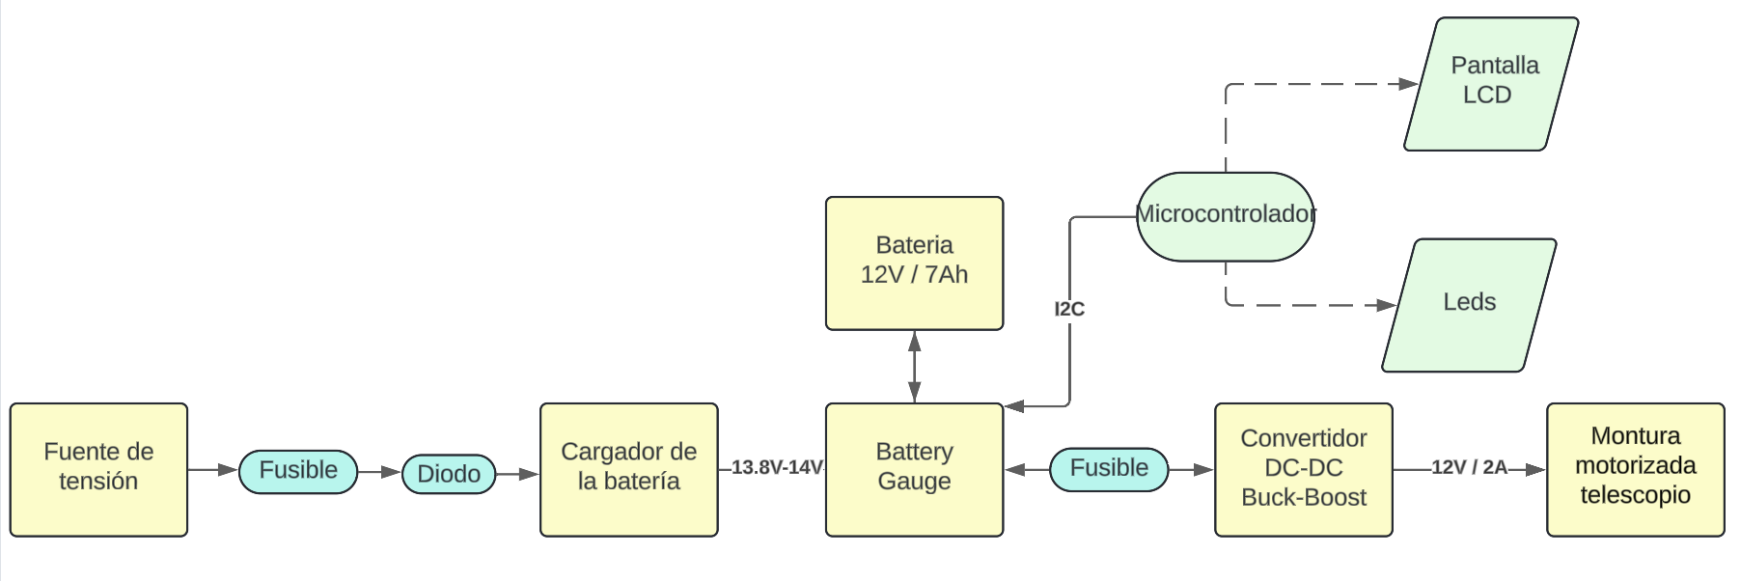 Pantalla
LCD
Microcontrolador
Bateria
12V / 7Ah
I2C
Leds
Fuente de
tensión
Fusible
Diodo
Cargador de
la batería
13.8V-14V
Battery
Gauge
Fusible
Convertidor
DC-DC
Buck-Boost
12V / 2A
Montura
motorizada
telescopio